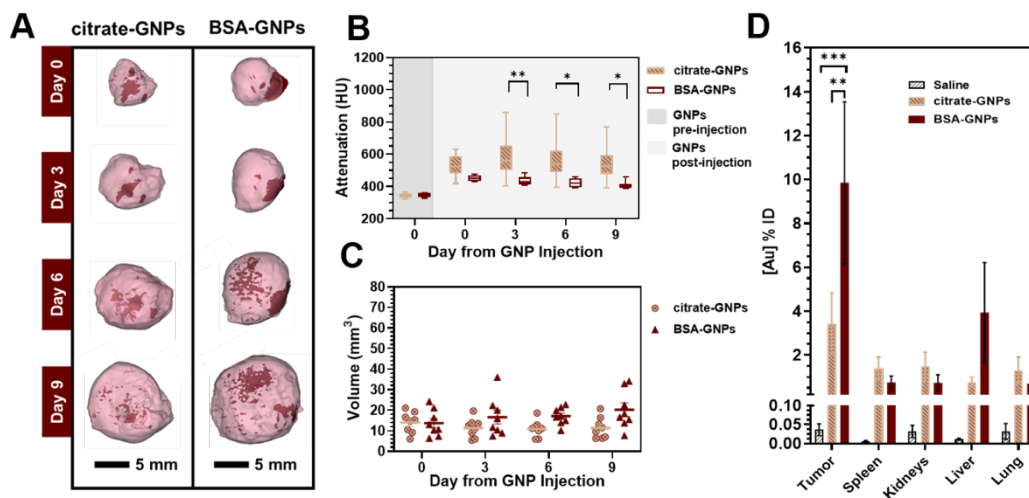 A
citrate-GNPs
BSA-GNPs
Day 0
Day 3
Day 6
Day 9
5 mm
5 mm
B
Attenuation (HU)
1200
1000
800
600
400
200
**
*
*
0
0
3
6
9
Day from GNP Injection
citrate-GNPs
BSA-GNPs
GNPs
pre-injection
GNPs
post-injection
C
Volume (mm³)
80
70
60
50
40
30
20
10
0
0
3
6
9
Day from GNP Injection
citrate-GNPs
BSA-GNPs
D
[Au] % ID
16
14
12
10
8
6
4
2
0.10
0.05
0.00
***
**
Saline
citrate-GNPs
BSA-GNPs
Tumor
Spleen
Kidneys
Liver
Lung